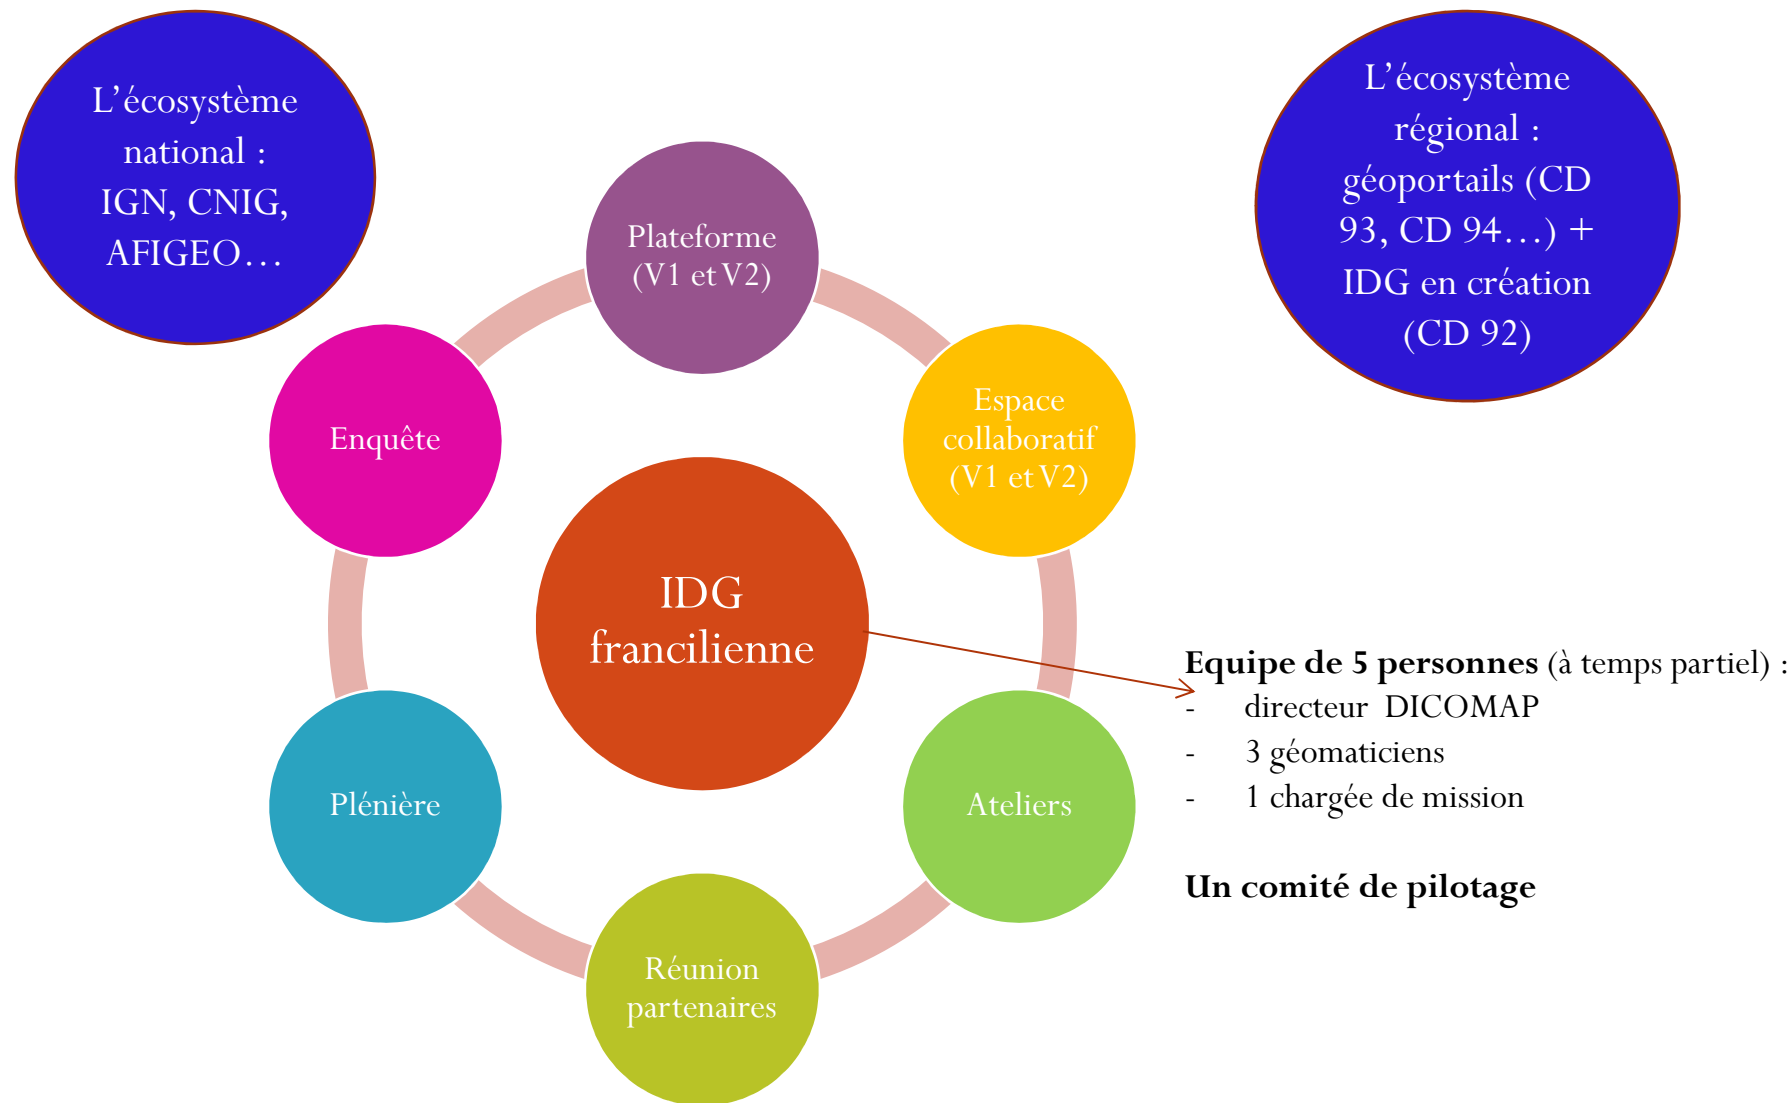 L’écosystème
national :
IGN, CNIG,
AFIGEO…
L’écosystème
régional :
géoportails (CD
93, CD 94…) +
IDG en création
(CD 92)
Plateforme
(V1 et V2)
Espace
collaboratif
(V1 et V2)
Enquête
IDG
francilienne
Ateliers
Plénière
Réunion
partenaires
Equipe de 5 personnes (à temps partiel) :
- directeur DICOMAP
- 3 géomaticiens
- 1 chargée de mission
Un comité de pilotage